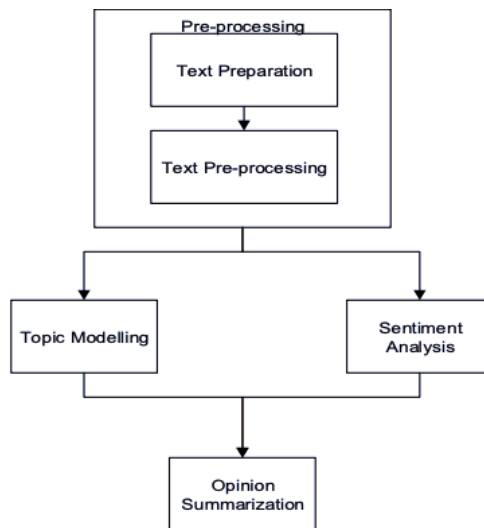 Pre-processing
Text Preparation
Text Pre-processing
Topic Modelling
Sentiment
Analysis
Opinion
Summarization